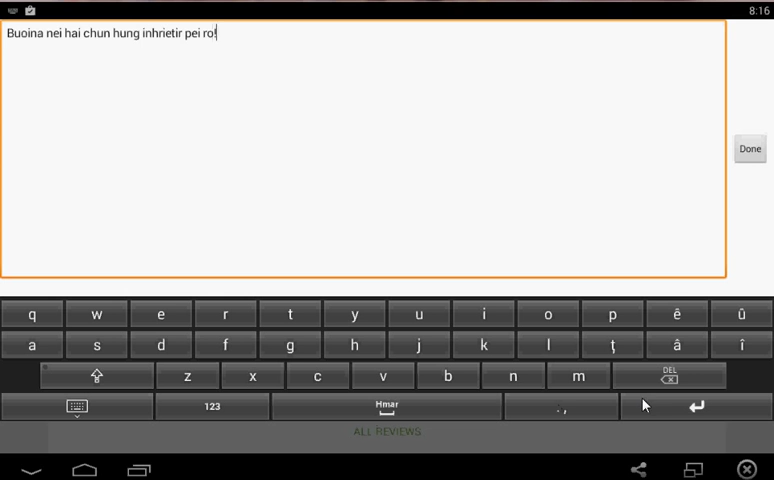 8:16
Buoina nei hai chun hung inhrietir pei ro!
Done
q w e r t y u i o p ê û
a s d f g h j k l ţ â î
z x c v b n m DEL
123 Hmar . ,
ALL REVIEWS